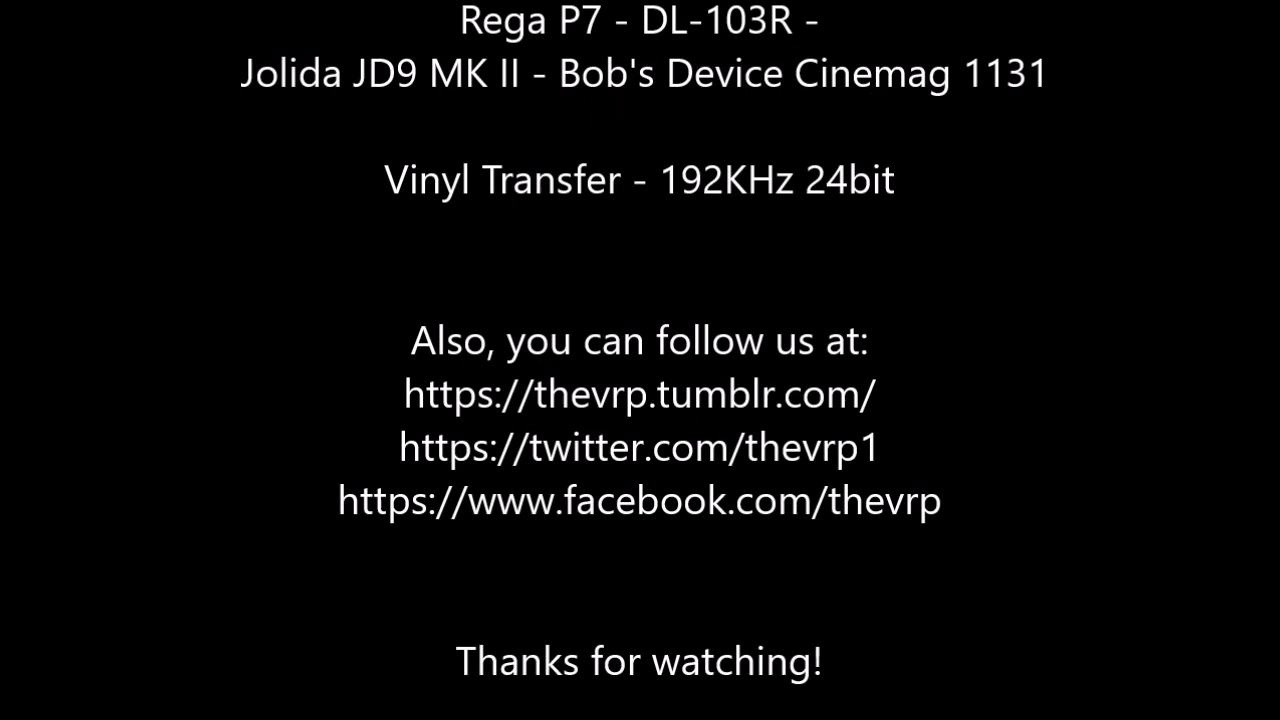 Rega P7 - DL-103R -
Jolida JD9 MK II - Bob's Device Cinemag 1131
Vinyl Transfer - 192KHz 24bit
Also, you can follow us at:
https://thevrp.tumblr.com/
https://twitter.com/thevrp1
https://www.facebook.com/thevrp
Thanks for watching!